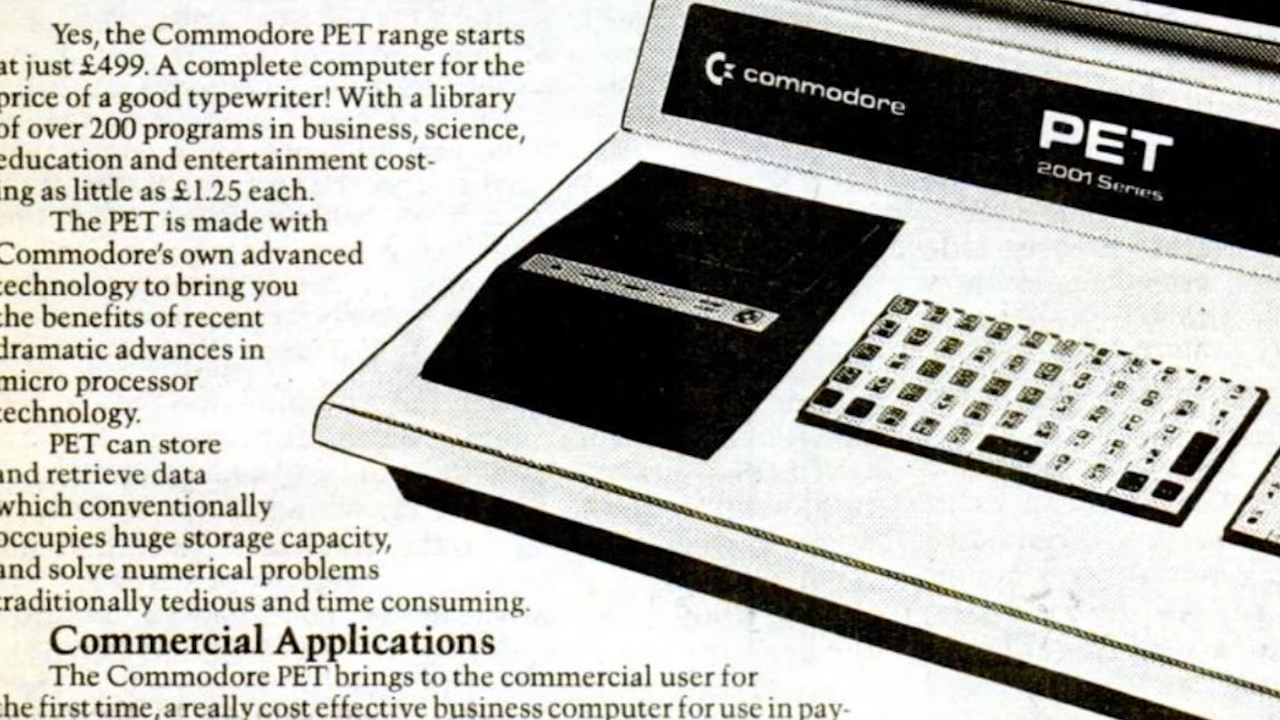 Yes, the Commodore PET range starts
at just £499. A complete computer for the
price of a good typewriter! With a library
of over 200 programs in business, science,
education and entertainment cost-
ing as little as £1.25 each.
The PET is made with
Commodore's own advanced
technology to bring you
the benefits of recent
dramatic advances in
micro processor
technology.
PET can store
and retrieve data
which conventionally
occupies huge storage capacity,
and solve numerical problems
traditionally tedious and time consuming.
Commercial Applications
The Commodore PET brings to the commercial user for
the first time, a really cost effective business computer for use in pay-
commodore
PET
2001 Series